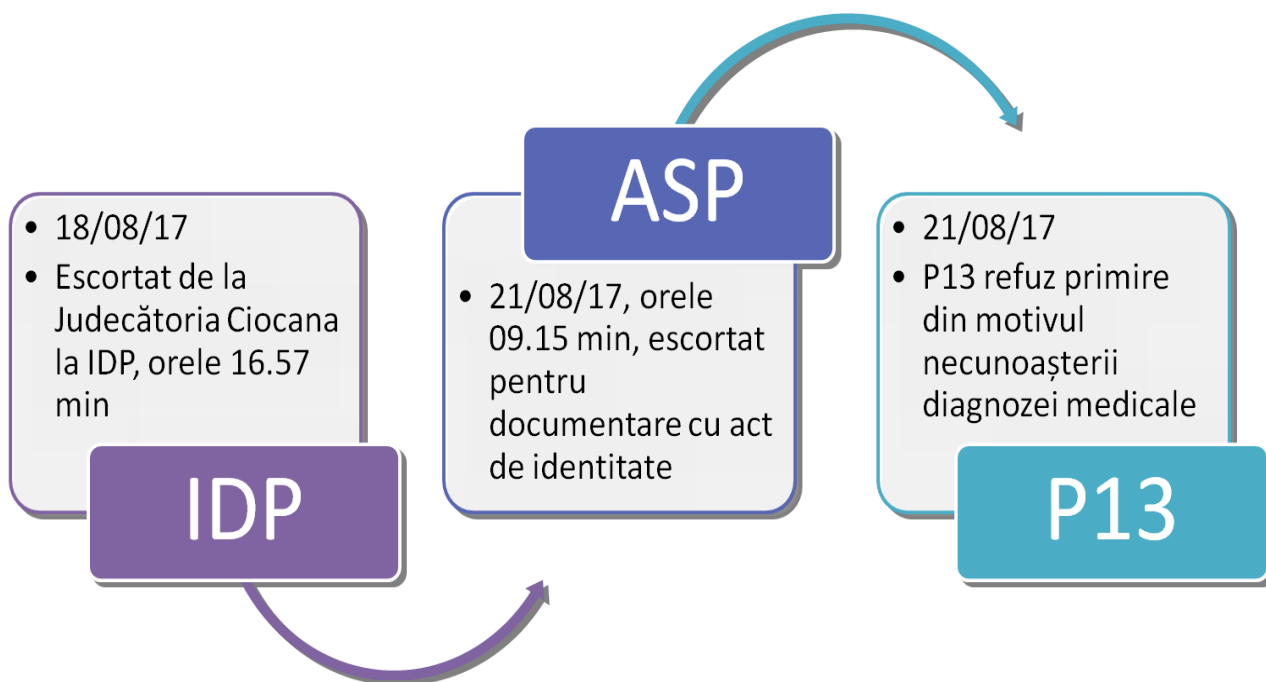 • 18/08/17
• Escortat de la
Judecătoria Ciocana
la IDP, orele 16.57
min
IDP
ASP
• 21/08/17, orele
09.15 min, escortat
pentru
documentare cu act
de identitate
• 21/08/17
• P13 refuz primire
din motivul
necunoașterii
diagnozei medicale
P13